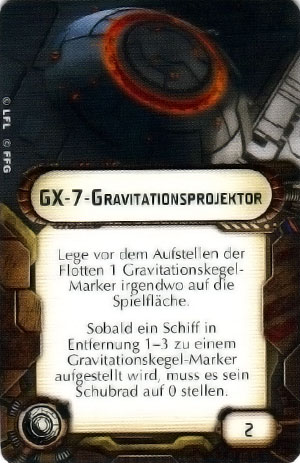 © LFL © FFG
GX-7-GRAVITATIONSPROJEKTOR
Lege vor dem Aufstellen der
Flotten 1 Gravitationskegel-
Marker irgendwo auf die
Spielfläche.
Sobald ein Schiff in
Entfernung 1–3 zu einem
Gravitationskegel-Marker
aufgestellt wird, muss es sein
Schubrad auf 0 stellen.
2